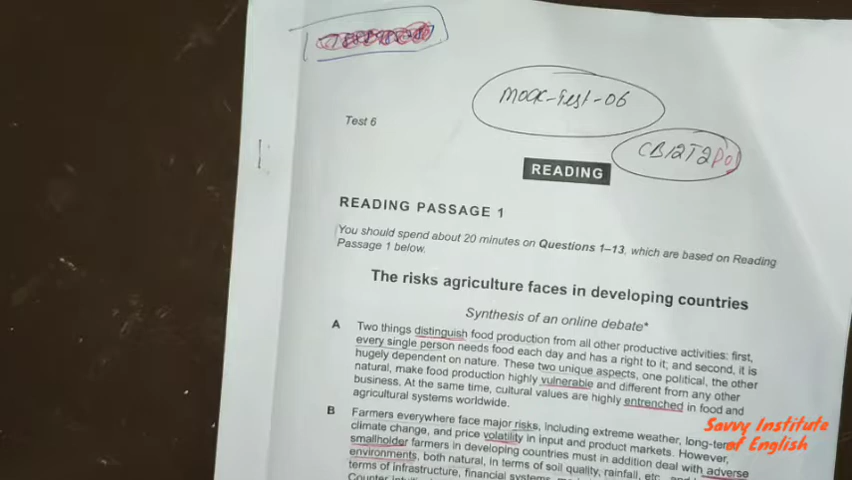 Mock-Test-06
Test 6
CB12T2P01
READING
READING PASSAGE 1
You should spend about 20 minutes on Questions 1–13, which are based on Reading
Passage 1 below.
The risks agriculture faces in developing countries
Synthesis of an online debate*
A Two things distinguish food production from all other productive activities: first,
every single person needs food each day and has a right to it; and second, it is
hugely dependent on nature. These two unique aspects, one political, the other
natural, make food production highly vulnerable and different from any other
business. At the same time, cultural values are highly entrenched in food and
agricultural systems worldwide.
B Farmers everywhere face major risks, including extreme weather, long-term
climate change, and price volatility in input and product markets. However,
smallholder farmers in developing countries must in addition deal with adverse
environments, both natural, in terms of soil quality, rainfall, etc.
terms of infrastructure, financial systems,
Savvy Institute
of English